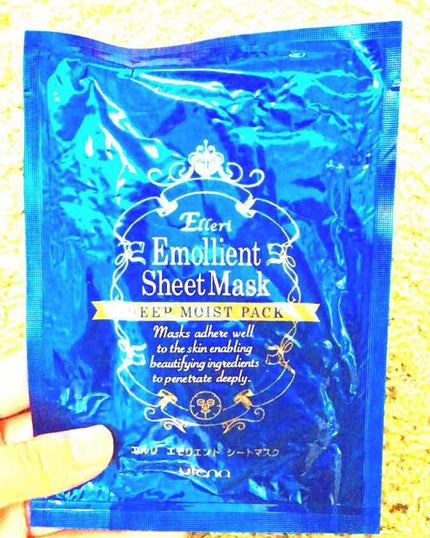 Elleri
Emollient
Sheet Mask
DEEP MOIST PACK
Masks adhere well
to the skin enabling
beautifying ingredients
to penetrate deeply.
エルリ エモリエント シートマスク
utena